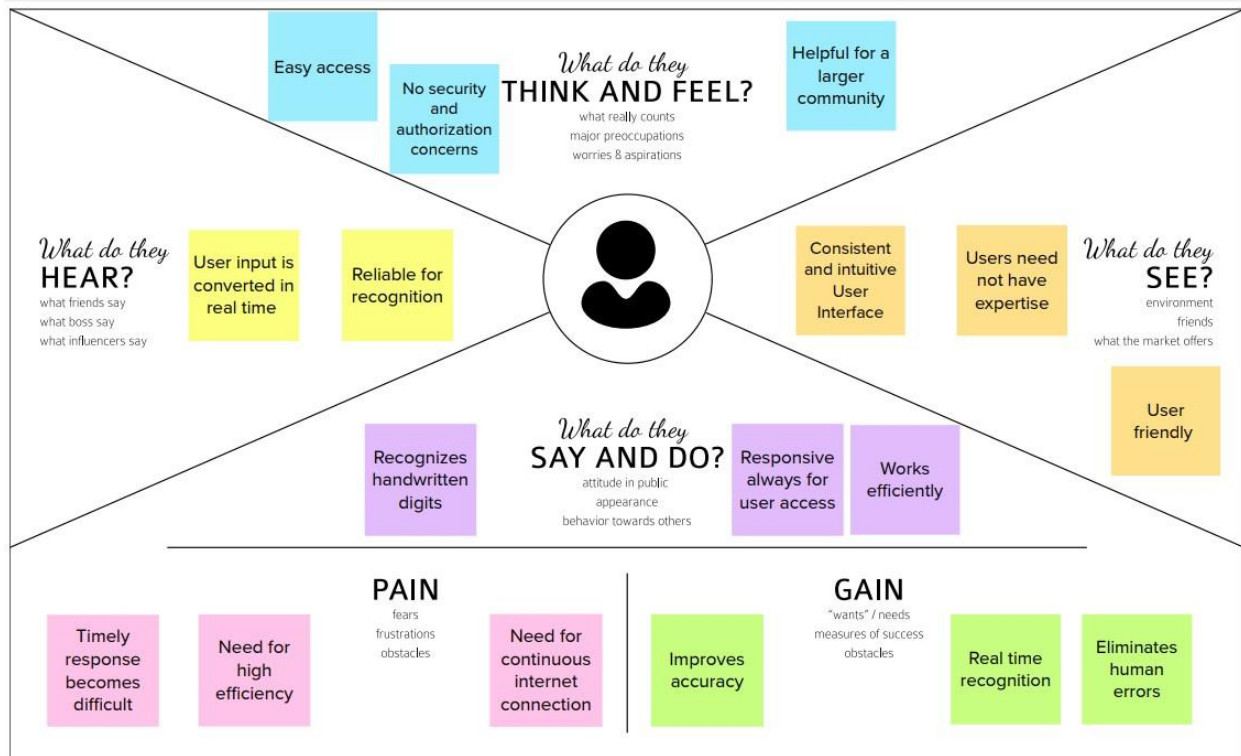 Easy access
No security
and
authorization
concerns
What do they
THINK AND FEEL?
what really counts
major preoccupations
worries & aspirations
Helpful for a
larger
community
What do they
HEAR?
what friends say
what boss say
what influencers say
User input is
converted in
real time
Reliable for
recognition
Consistent
and intuitive
User
Interface
Users need
not have
expertise
What do they
SEE?
environment
friends
what the market offers
User
friendly
Recognizes
handwritten
digits
What do they
SAY AND DO?
attitude in public
appearance
behavior towards others
Responsive
always for
user access
Works
efficiently
PAIN
fears
frustrations
obstacles
Timely
response
becomes
difficult
Need for
high
efficiency
Need for
continuous
internet
connection
GAIN
"wants" / needs
measures of success
obstacles
Improves
accuracy
Real time
recognition
Eliminates
human
errors